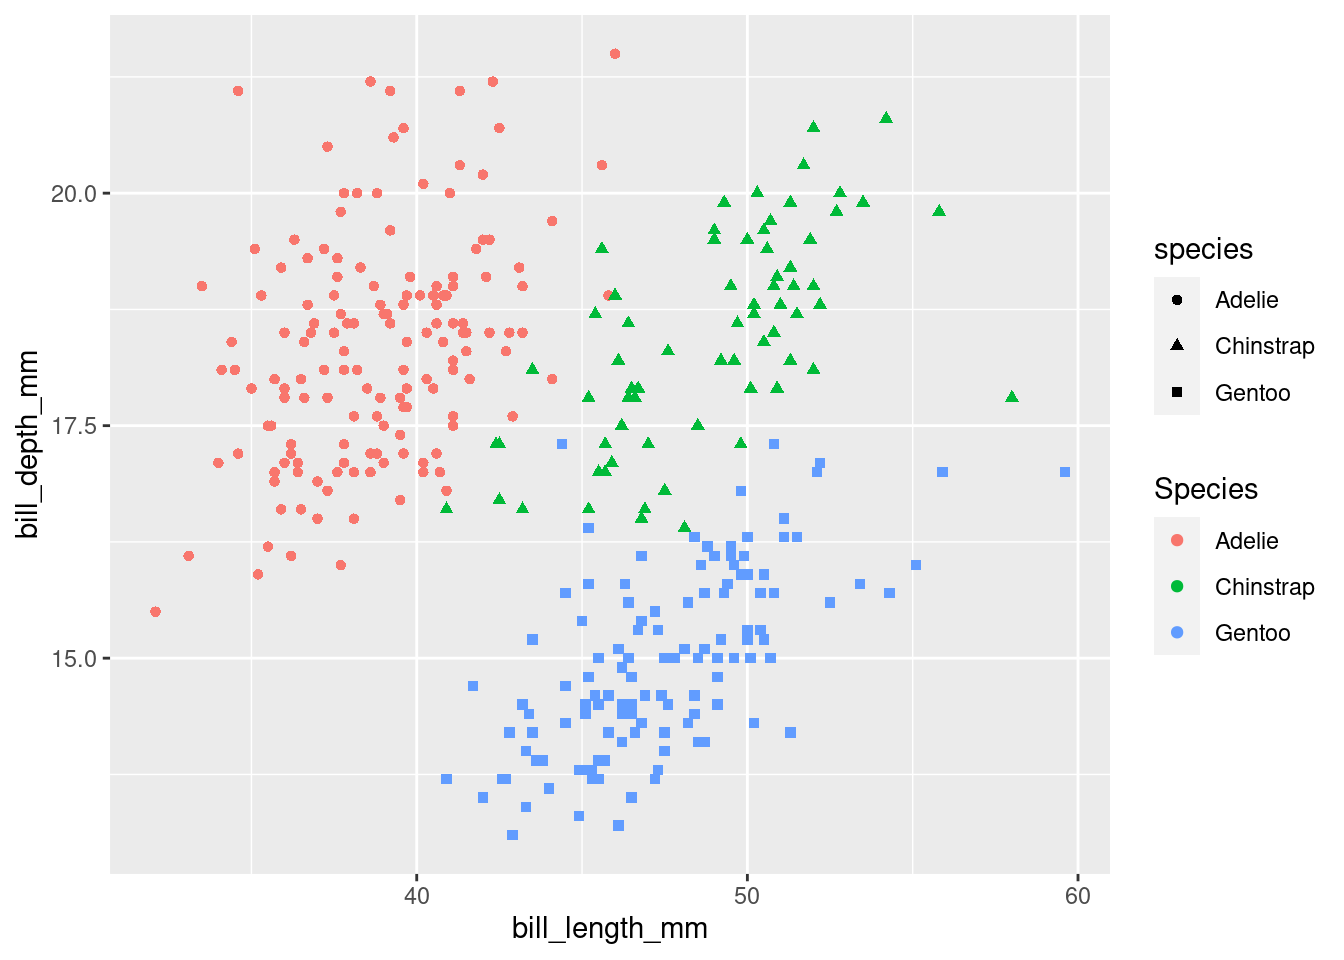 20.0
17.5
15.0
bill_depth_mm
40
50
60
bill_length_mm
species
Adelie
Chinstrap
Gentoo
Species
Adelie
Chinstrap
Gentoo